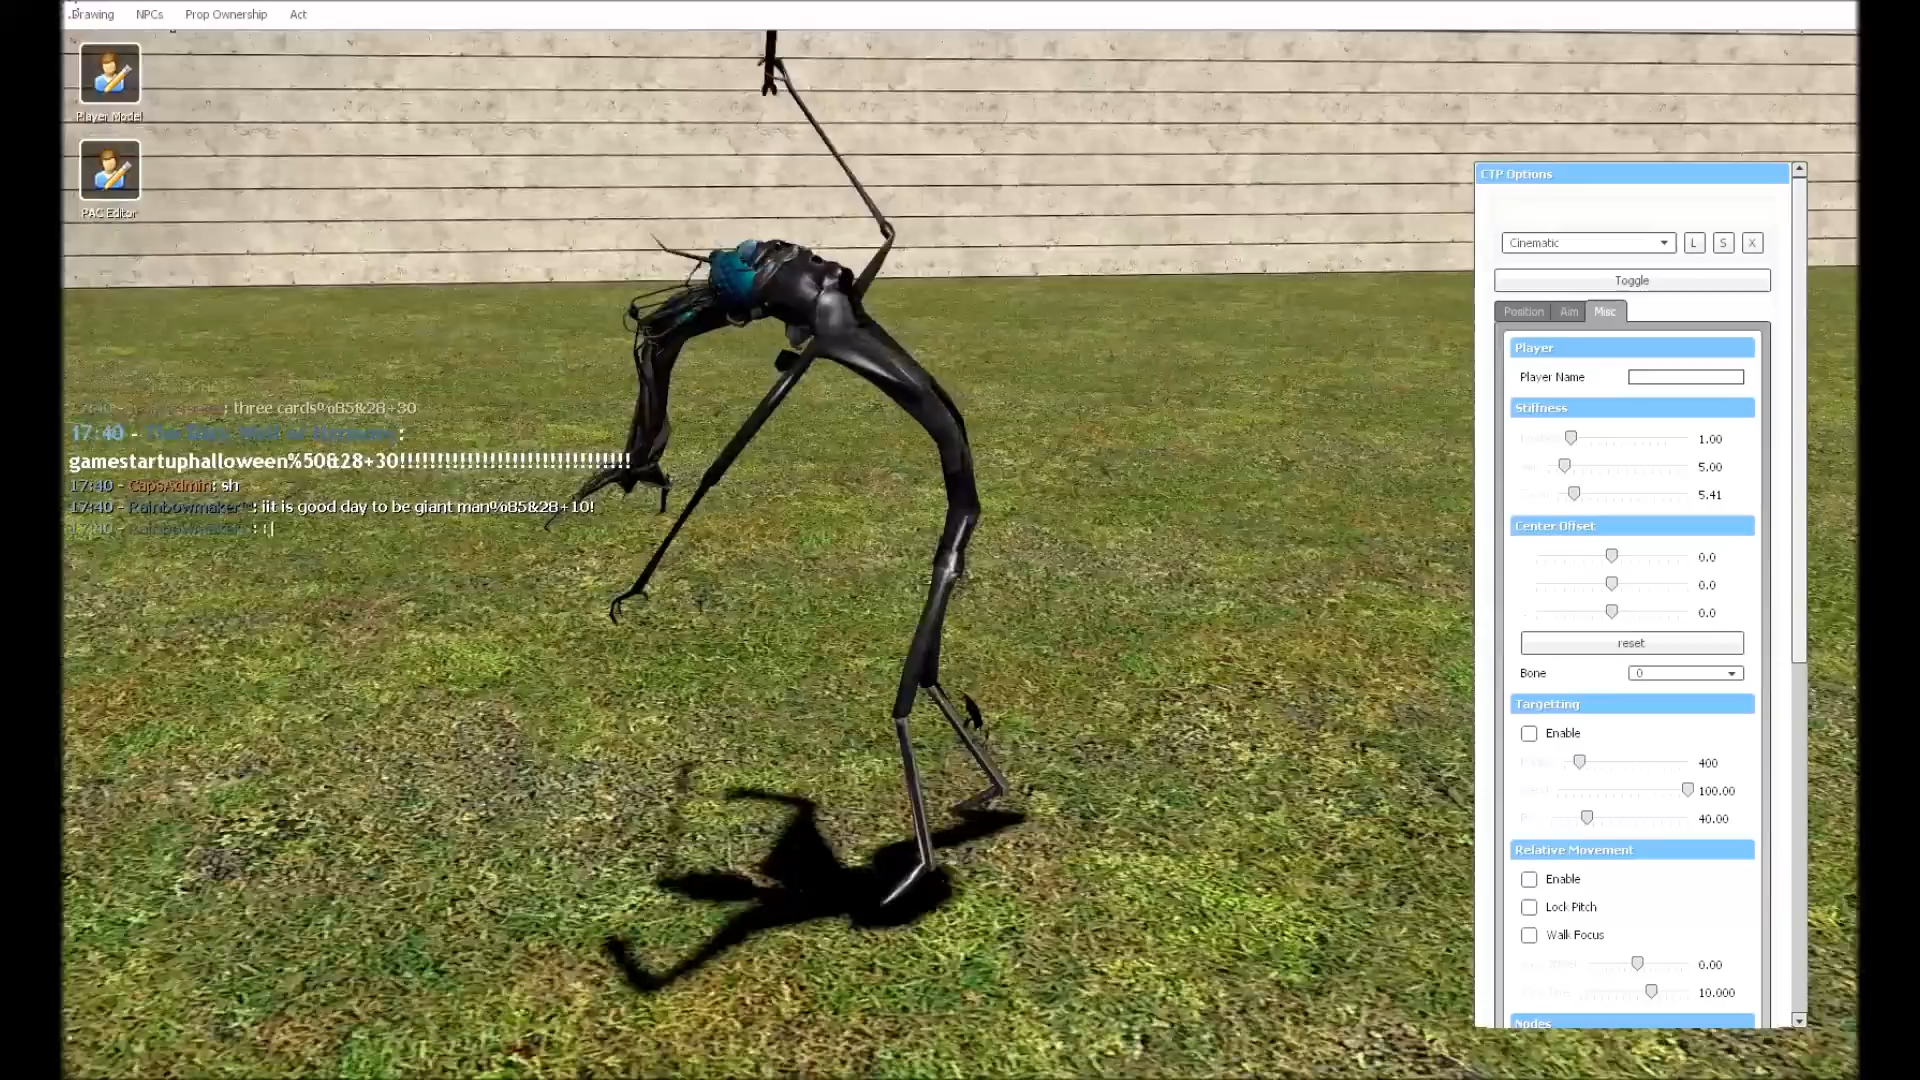 Drawing NPCs Prop Ownership Act
Player Model
PAC Editor
: three cards%85&28+30
17:40 - :
gamestartuphalloween%50&28+30!!!!!!!!!!!!!!!!!!!!!!!!!!!!!!!
17:40 - CapsAdmin: sh
17:40 - Rainbowmaker : iit is good day to be giant man%85&28+10!
17:40 - Rainbowmaker : :|
CTP Options
Cinematic L S X
Toggle
Position Aim Misc
Player
Player Name
Stiffness
1.00
5.00
5.41
Center Offset
0.0
0.0
0.0
reset
Bone 0
Targetting
Enable
400
100.00
40.00
Relative Movement
Enable
Lock Pitch
Walk Focus
0.00
10.000
Nodes